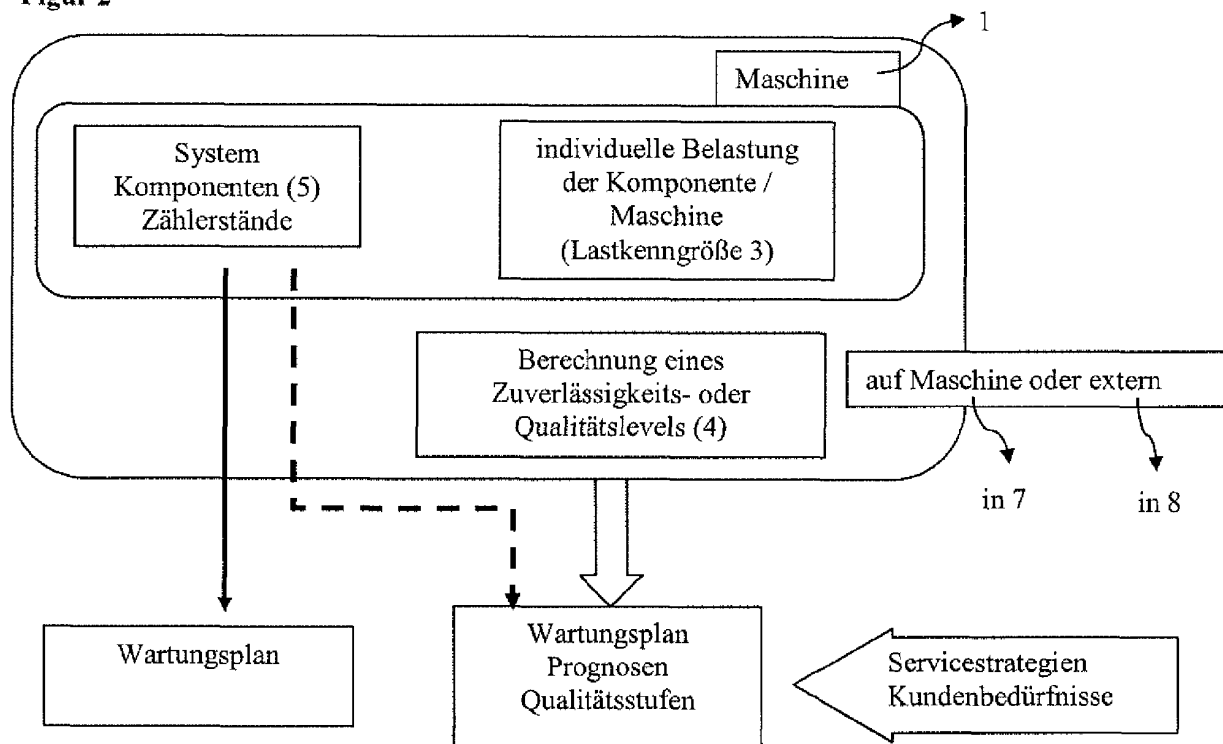 Figur 2
1
Maschine
System
Komponenten (5)
Zählerstände
individuelle Belastung
der Komponente /
Maschine
(Lastkenngröße 3)
Berechnung eines
Zuverlässigkeits- oder
Qualitätslevels (4)
auf Maschine oder extern
in 7
in 8
Wartungsplan
Wartungsplan
Prognosen
Qualitätsstufen
Servicestrategien
Kundenbedürfnisse